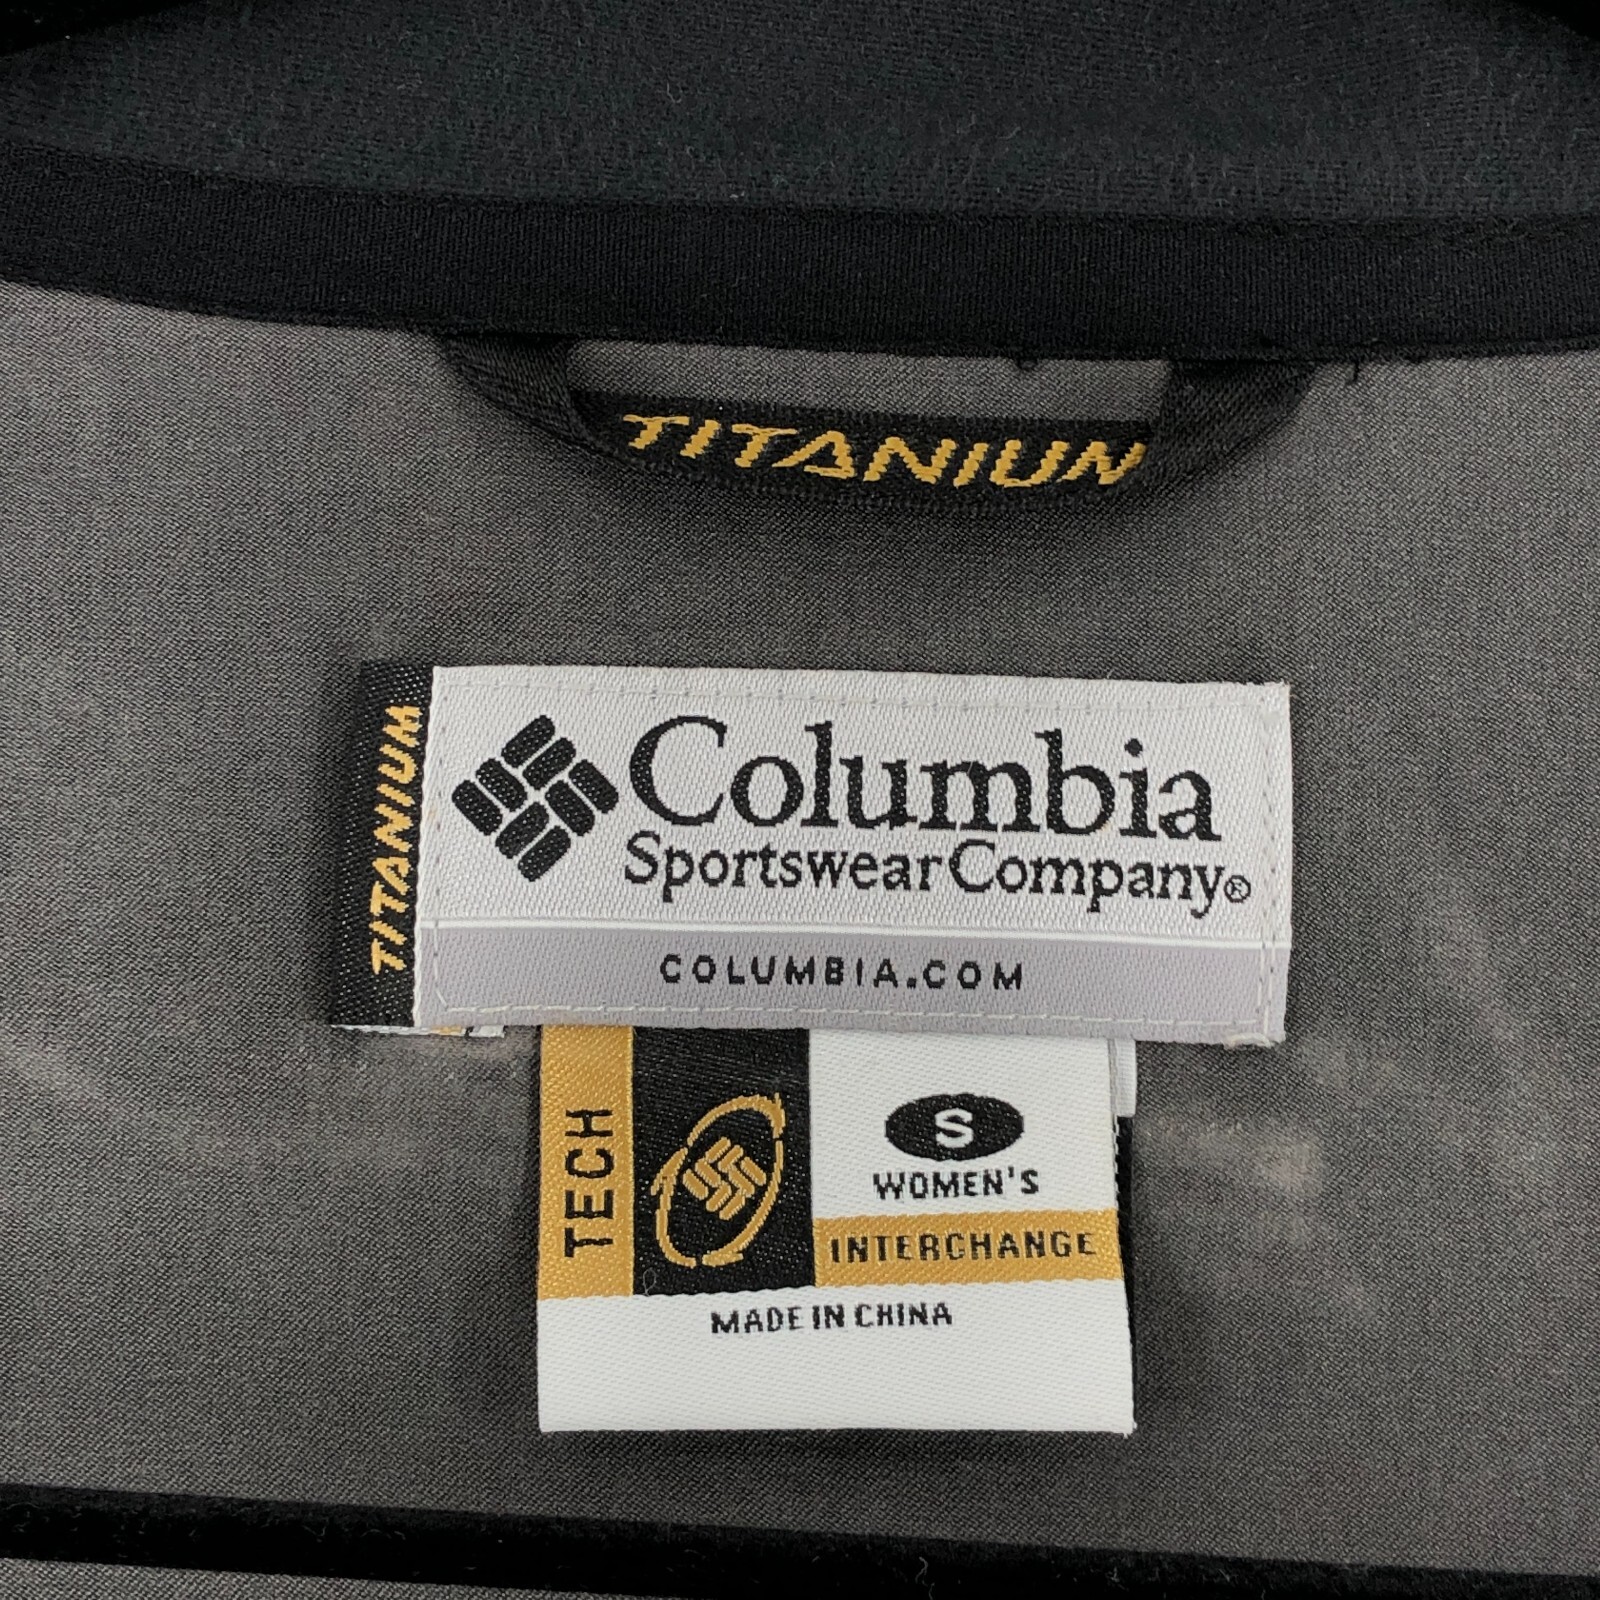 TITANIUN
TITANIUM
Columbia
Sportswear Company®
COLUMBIA.COM
TECH
S
WOMEN'S
INTERCHANGE
MADE IN CHINA